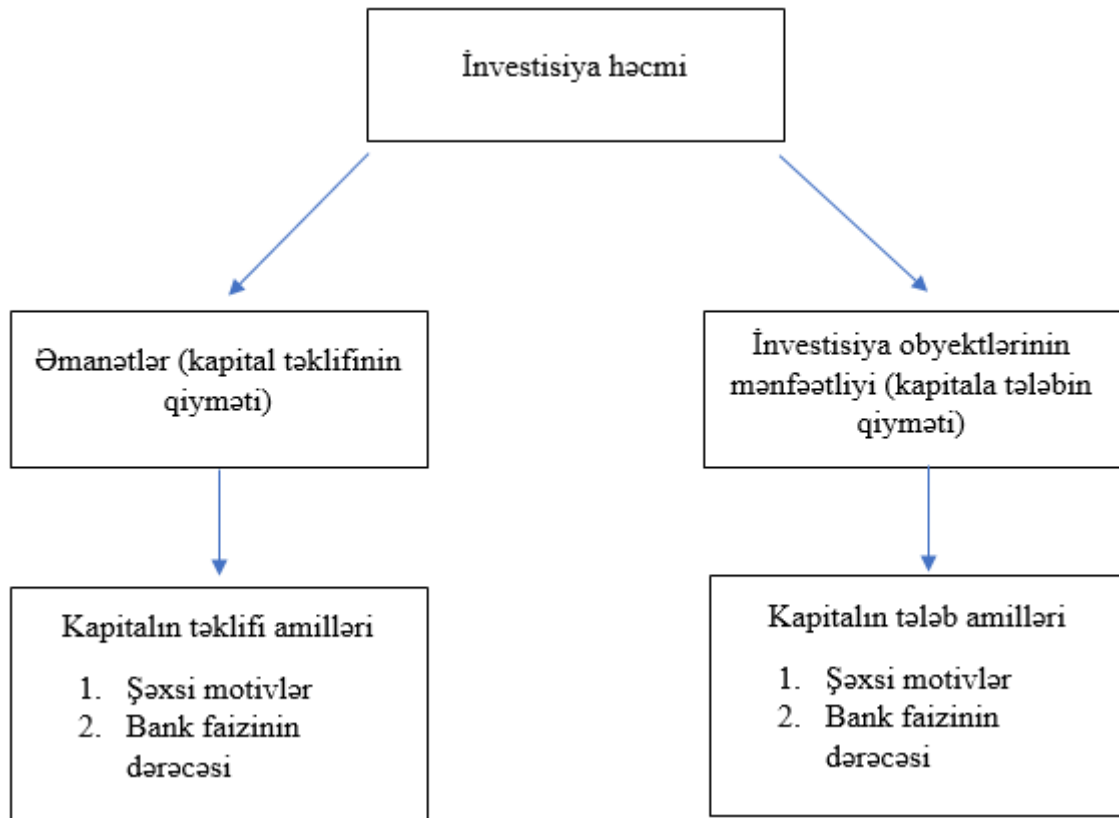 İnvestisiya həcmi
Əmanətlər (kapital təklifinin
qiyməti)
İnvestisiya obyektlərinin
mənfəətliyi (kapitala tələbin
qiyməti)
Kapitalın təklifi amilləri
1. Şəxsi motivlər
2. Bank faizinin
dərəcəsi
Kapitalın tələb amilləri
1. Şəxsi motivlər
2. Bank faizinin
dərəcəsi